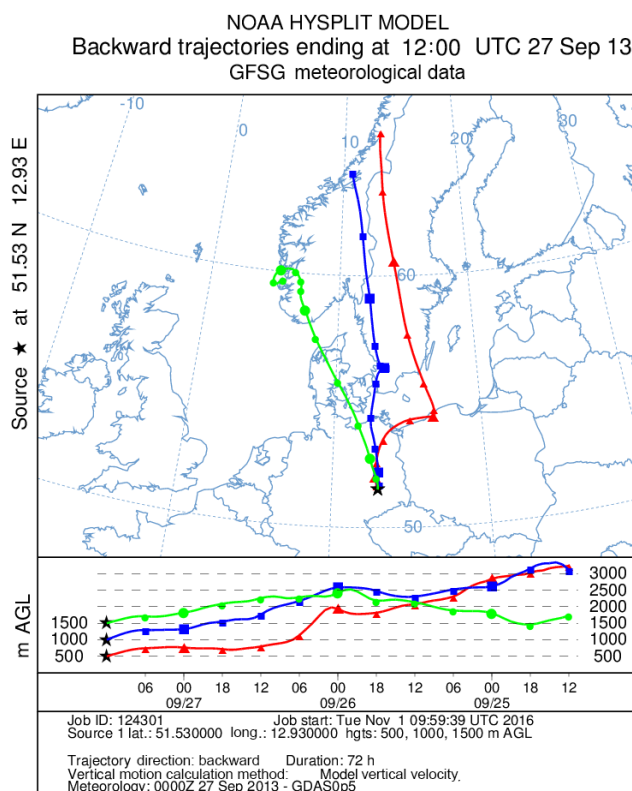 NOAA HYSPLIT MODEL
Backward trajectories ending at 12:00 UTC 27 Sep 13
GFSG meteorological data
Source ★ at 51.53 N 12.93 E
-10
0
10
20
30
60
50
m AGL
3000
2500
2000
1500 1500
1000 1000
500 500
06 00 18 12 06 00 18 12 06 00 18 12
09/27 09/26 09/25
Job ID: 124301 Job start: Tue Nov 1 09:59:39 UTC 2016
Source 1 lat.: 51.530000 long.: 12.930000 hgts: 500, 1000, 1500 m AGL
Trajectory direction: backward Duration: 72 h
Vertical motion calculation method: Model vertical velocity.
Meteorology: 0000Z 27 Sep 2013 - GDAS0p5